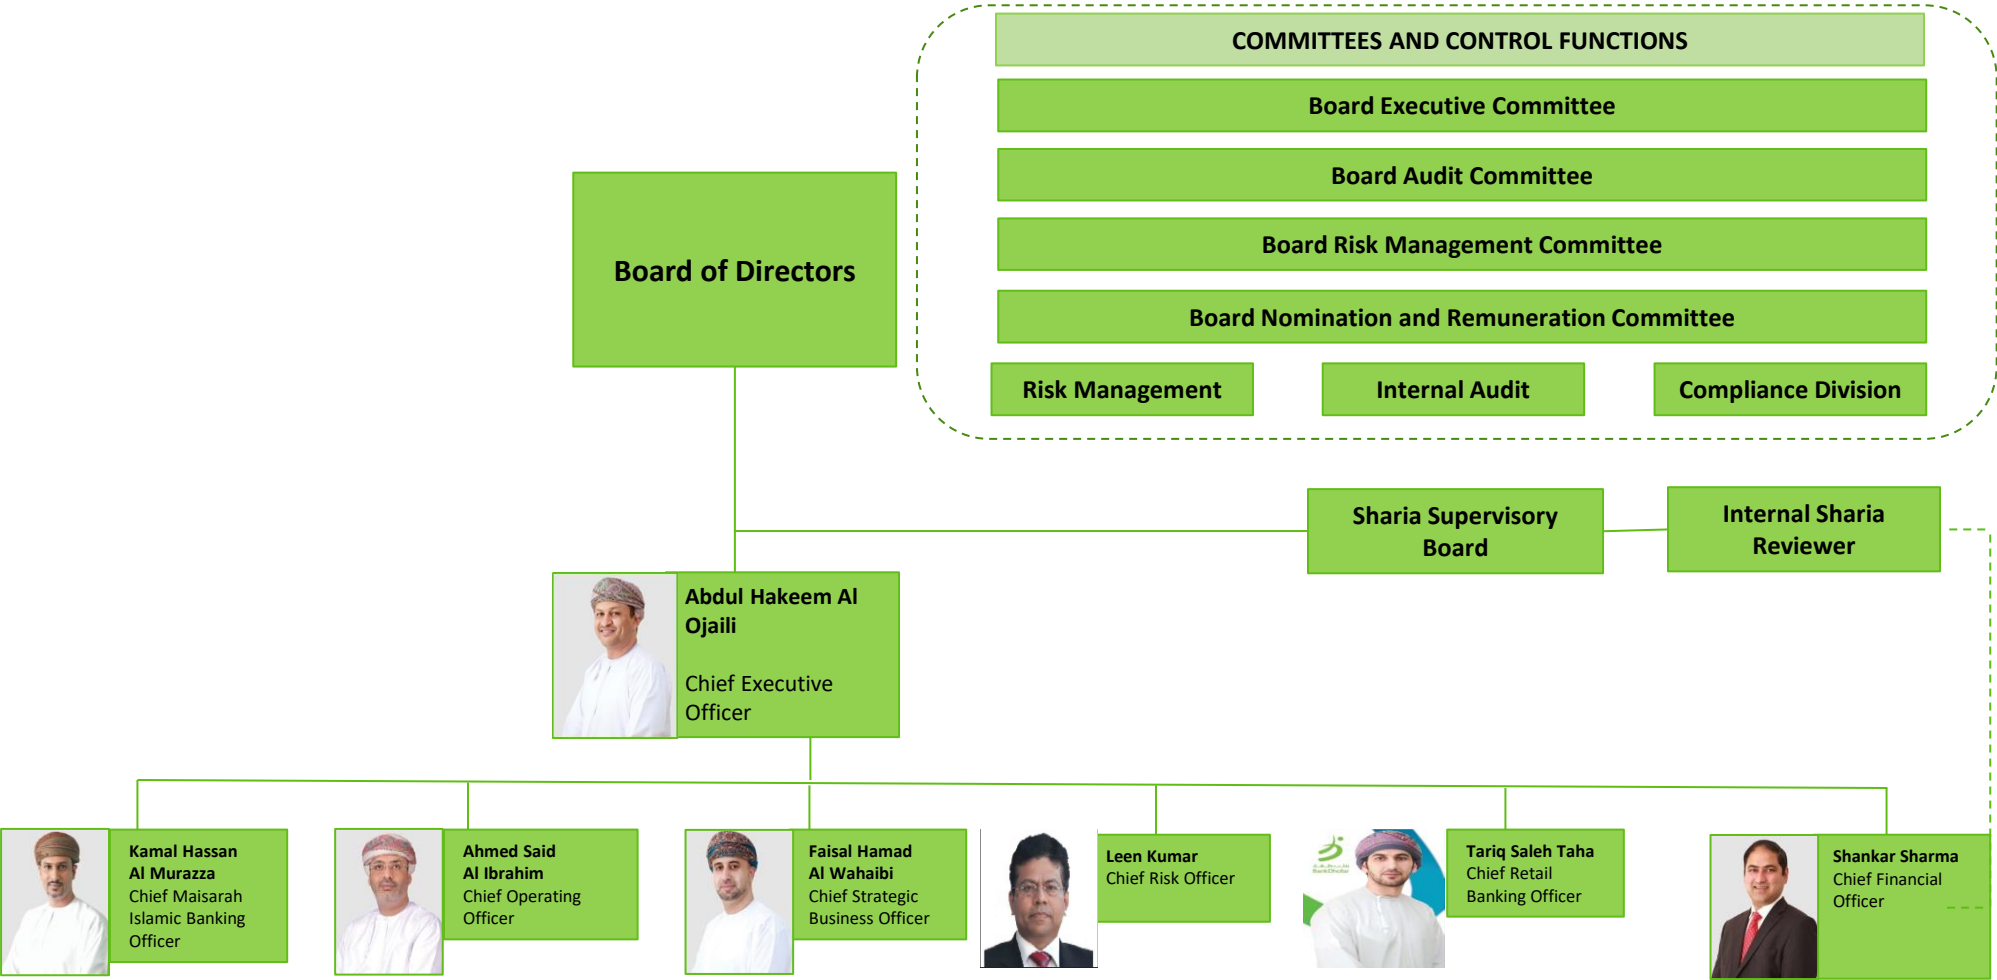 COMMITTEES AND CONTROL FUNCTIONS
Board Executive Committee
Board Audit Committee
Board Risk Management Committee
Board Nomination and Remuneration Committee
Risk Management
Internal Audit
Compliance Division
Board of Directors
Sharia Supervisory
Board
Internal Sharia
Reviewer
Abdul Hakeem Al
Ojaili
Chief Executive
Officer
Kamal Hassan
Al Murazza
Chief Maisarah
Islamic Banking
Officer
Ahmed Said
Al Ibrahim
Chief Operating
Officer
Faisal Hamad
Al Wahaibi
Chief Strategic
Business Officer
Leen Kumar
Chief Risk Officer
BankDhofar
Tariq Saleh Taha
Chief Retail
Banking Officer
Shankar Sharma
Chief Financial
Officer